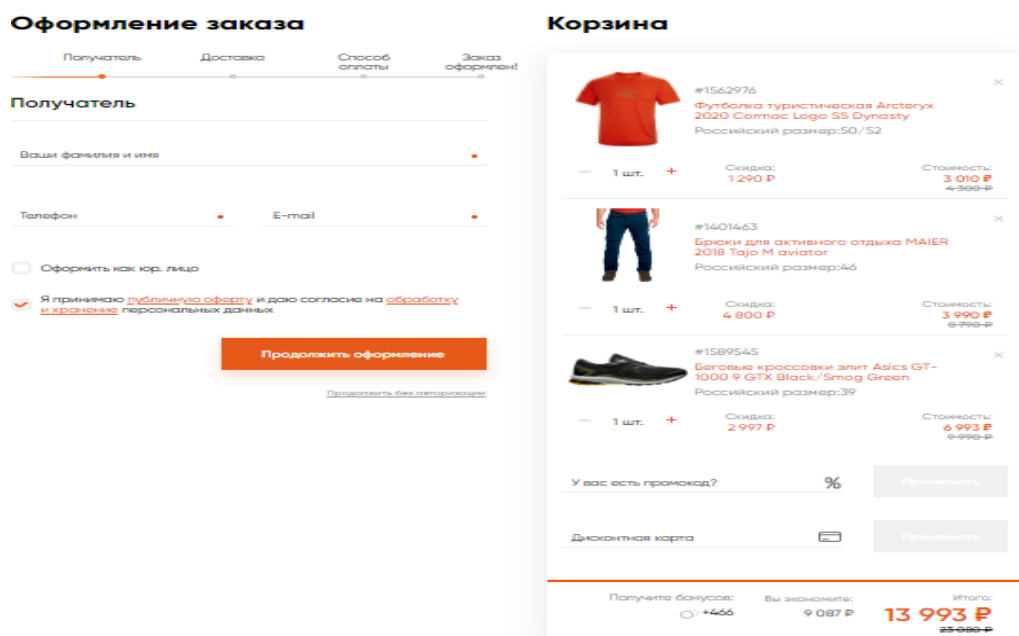 Оформление заказа
Получатель
Доставка
Способ
оплаты
Заказ
оформлен!
Получатель
Ваши фамилия и имя
Телефон
E-mail
Оформить как юр. лицо
Я принимаю публичную оферту и даю согласие на обработку
и хранение персональных данных
Продолжить оформление
Продолжить без авторизации
Корзина
#1562976
Футболка туристическая Arcteryx
2020 Cormac Logo SS Dynasty
Российский размер:50/52
— 1 шт. + Скидка: Стоимость:
1 290 ₽ 3 010 ₽
4 300 ₽
#1401463
Брюки для активного отдыха MAIER
2018 Tajo M aviator
Российский размер:46
— 1 шт. + Скидка: Стоимость:
4 800 ₽ 3 990 ₽
8 790 ₽
#1589545
Беговые кроссовки элит Asics GT-
1000 9 GTX Black/Smog Green
Российский размер:39
— 1 шт. + Скидка: Стоимость:
2 997 ₽ 6 993 ₽
9 990 ₽
У вас есть промокод? % Применить
Дисконтная карта Применить
Получите бонусов: Вы экономите: Итого:
+466 9 087 ₽ 13 993 ₽
23 080 ₽